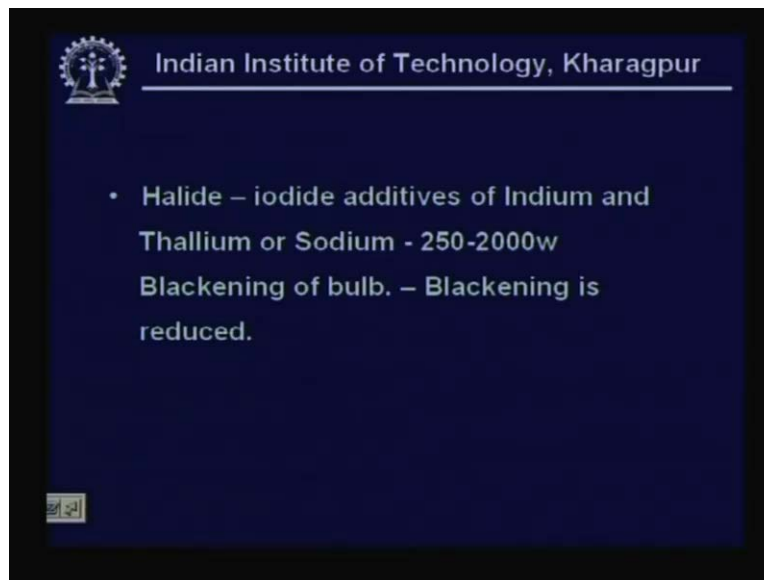 Indian Institute of Technology, Kharagpur
• Halide – iodide additives of Indium and
Thallium or Sodium - 250-2000w
Blackening of bulb. – Blackening is
reduced.